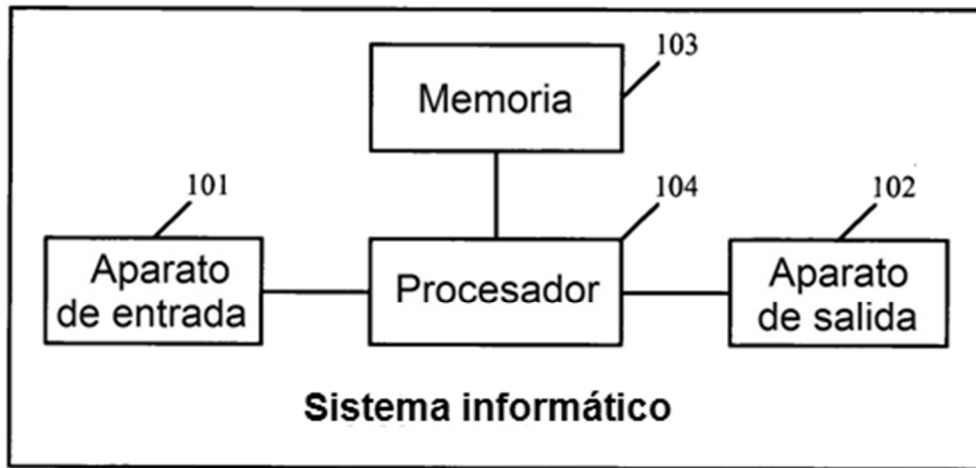 103
Memoria
101
104
102
Aparato
de entrada
Procesador
Aparato
de salida
Sistema informático